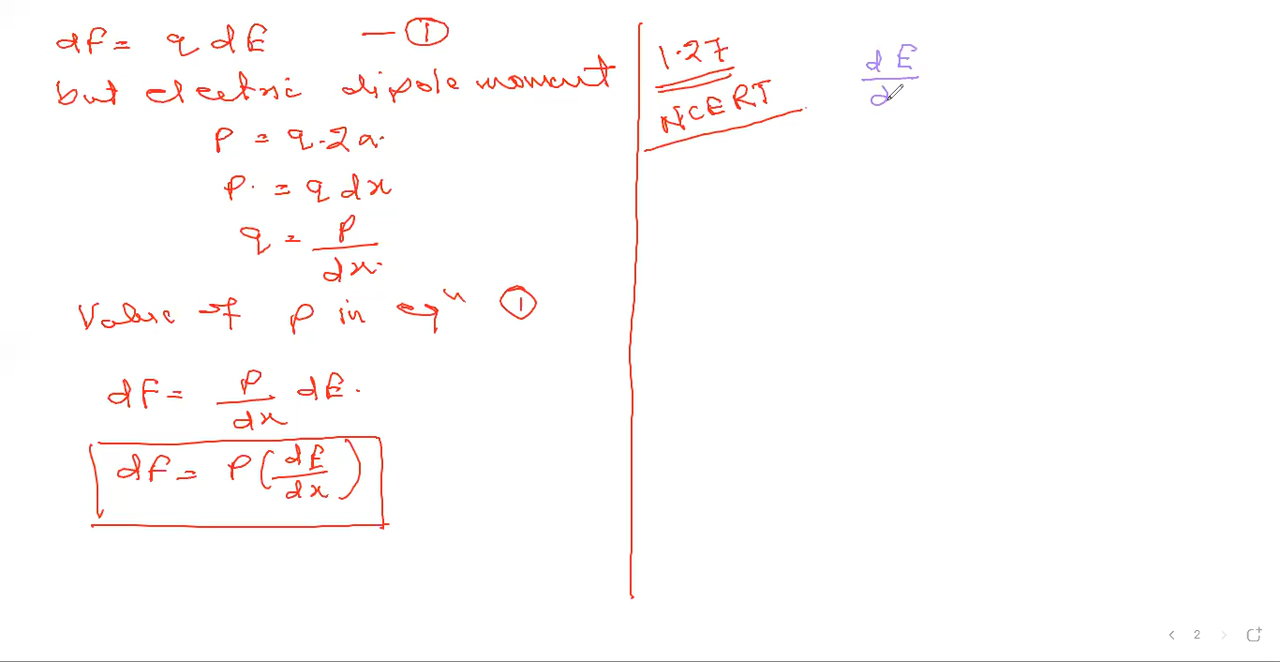 dF = q dE — ①
but electric dipole moment
P = q.2a.
P. = q dx
q = P/dx.
Value of P in eqⁿ ①
dF = P/dx dE.
dF = P(dE/dx)
1.27
NCERT
dE/d
2